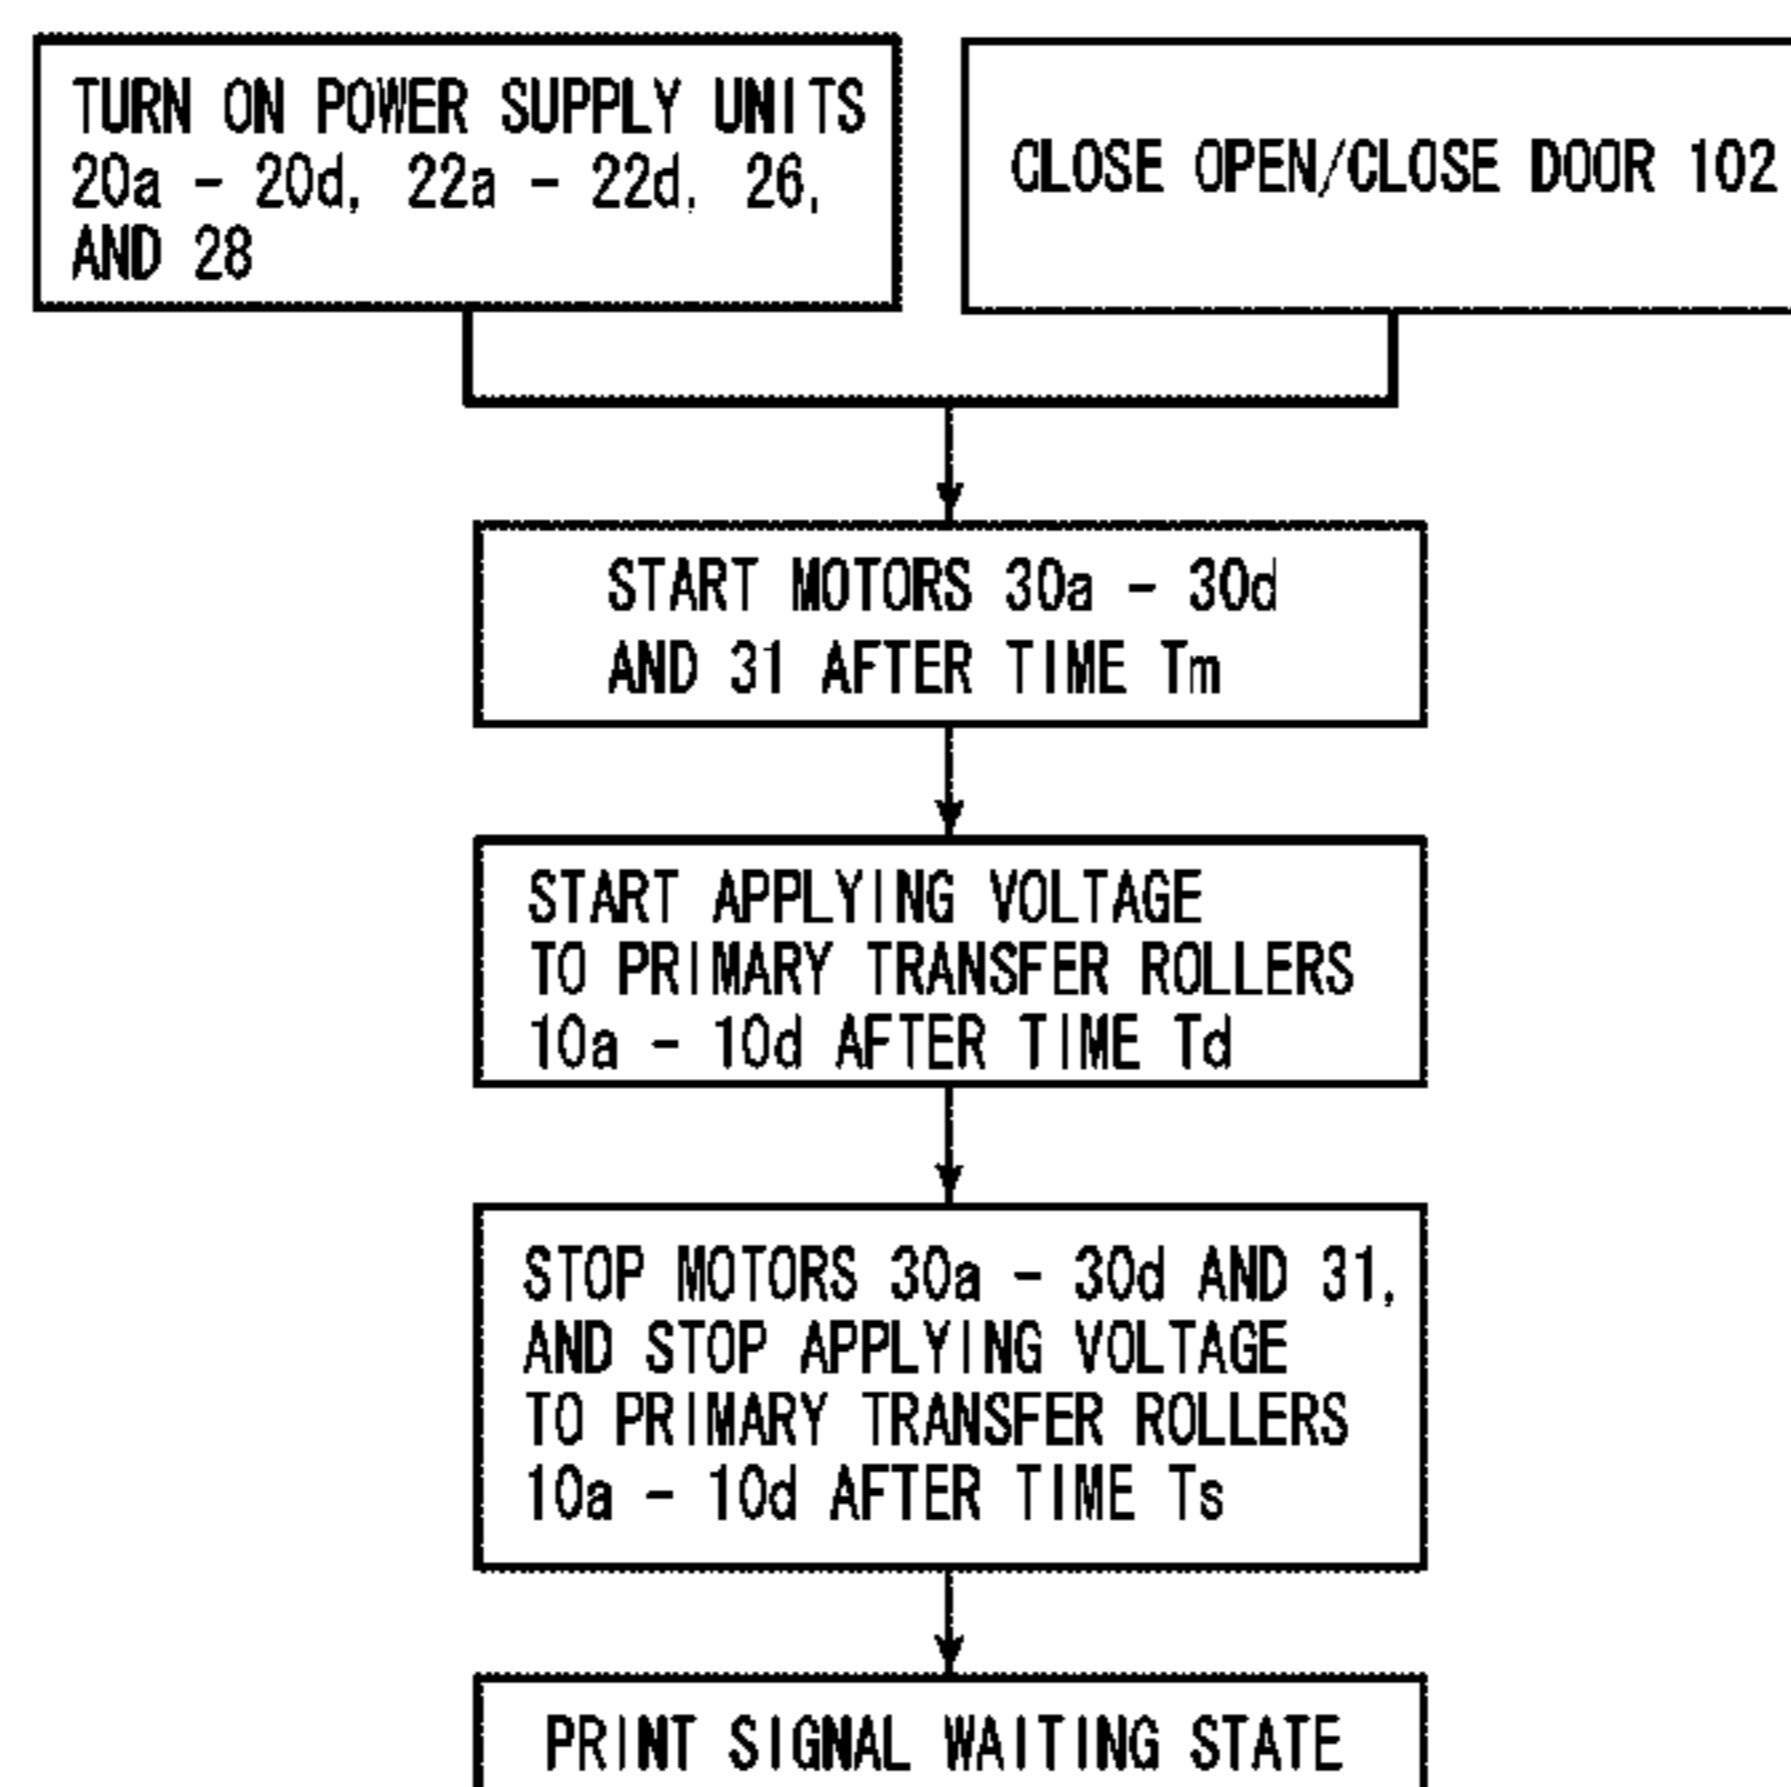 TURN ON POWER SUPPLY UNITS
20a - 20d, 22a - 22d, 26,
AND 28
CLOSE OPEN/CLOSE DOOR 102
START MOTORS 30a - 30d
AND 31 AFTER TIME Tm
START APPLYING VOLTAGE
TO PRIMARY TRANSFER ROLLERS
10a - 10d AFTER TIME Td
STOP MOTORS 30a - 30d AND 31,
AND STOP APPLYING VOLTAGE
TO PRIMARY TRANSFER ROLLERS
10a - 10d AFTER TIME Ts
PRINT SIGNAL WAITING STATE